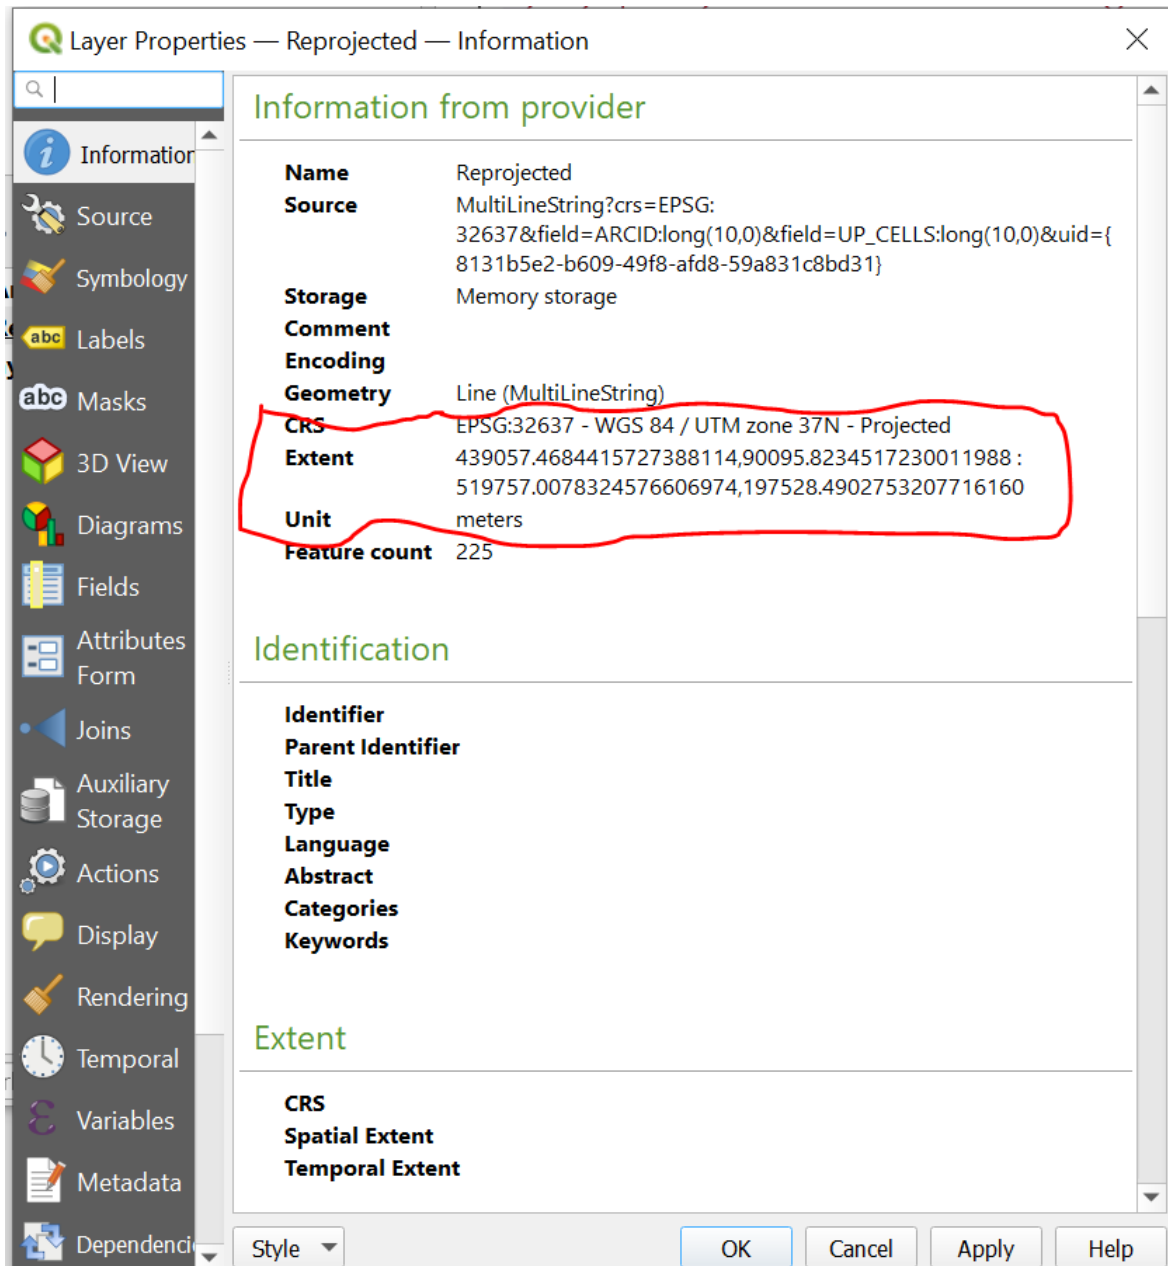 Layer Properties — Reprojected — Information
Information
Source
Symbology
abc Labels
abc Masks
3D View
Diagrams
Fields
Attributes
Form
Joins
Auxiliary
Storage
Actions
Display
Rendering
Temporal
Variables
Metadata
Dependenci
Information from provider
Name Reprojected
Source MultiLineString?crs=EPSG:
32637&field=ARCID:long(10,0)&field=UP_CELLS:long(10,0)&uid={
8131b5e2-b609-49f8-afd8-59a831c8bd31}
Storage Memory storage
Comment
Encoding
Geometry Line (MultiLineString)
CRS EPSG:32637 - WGS 84 / UTM zone 37N - Projected
Extent 439057.4684415727388114,90095.8234517230011988 :
519757.0078324576606974,197528.4902753207716160
Unit meters
Feature count 225
Identification
Identifier
Parent Identifier
Title
Type
Language
Abstract
Categories
Keywords
Extent
CRS
Spatial Extent
Temporal Extent
Style OK Cancel Apply Help